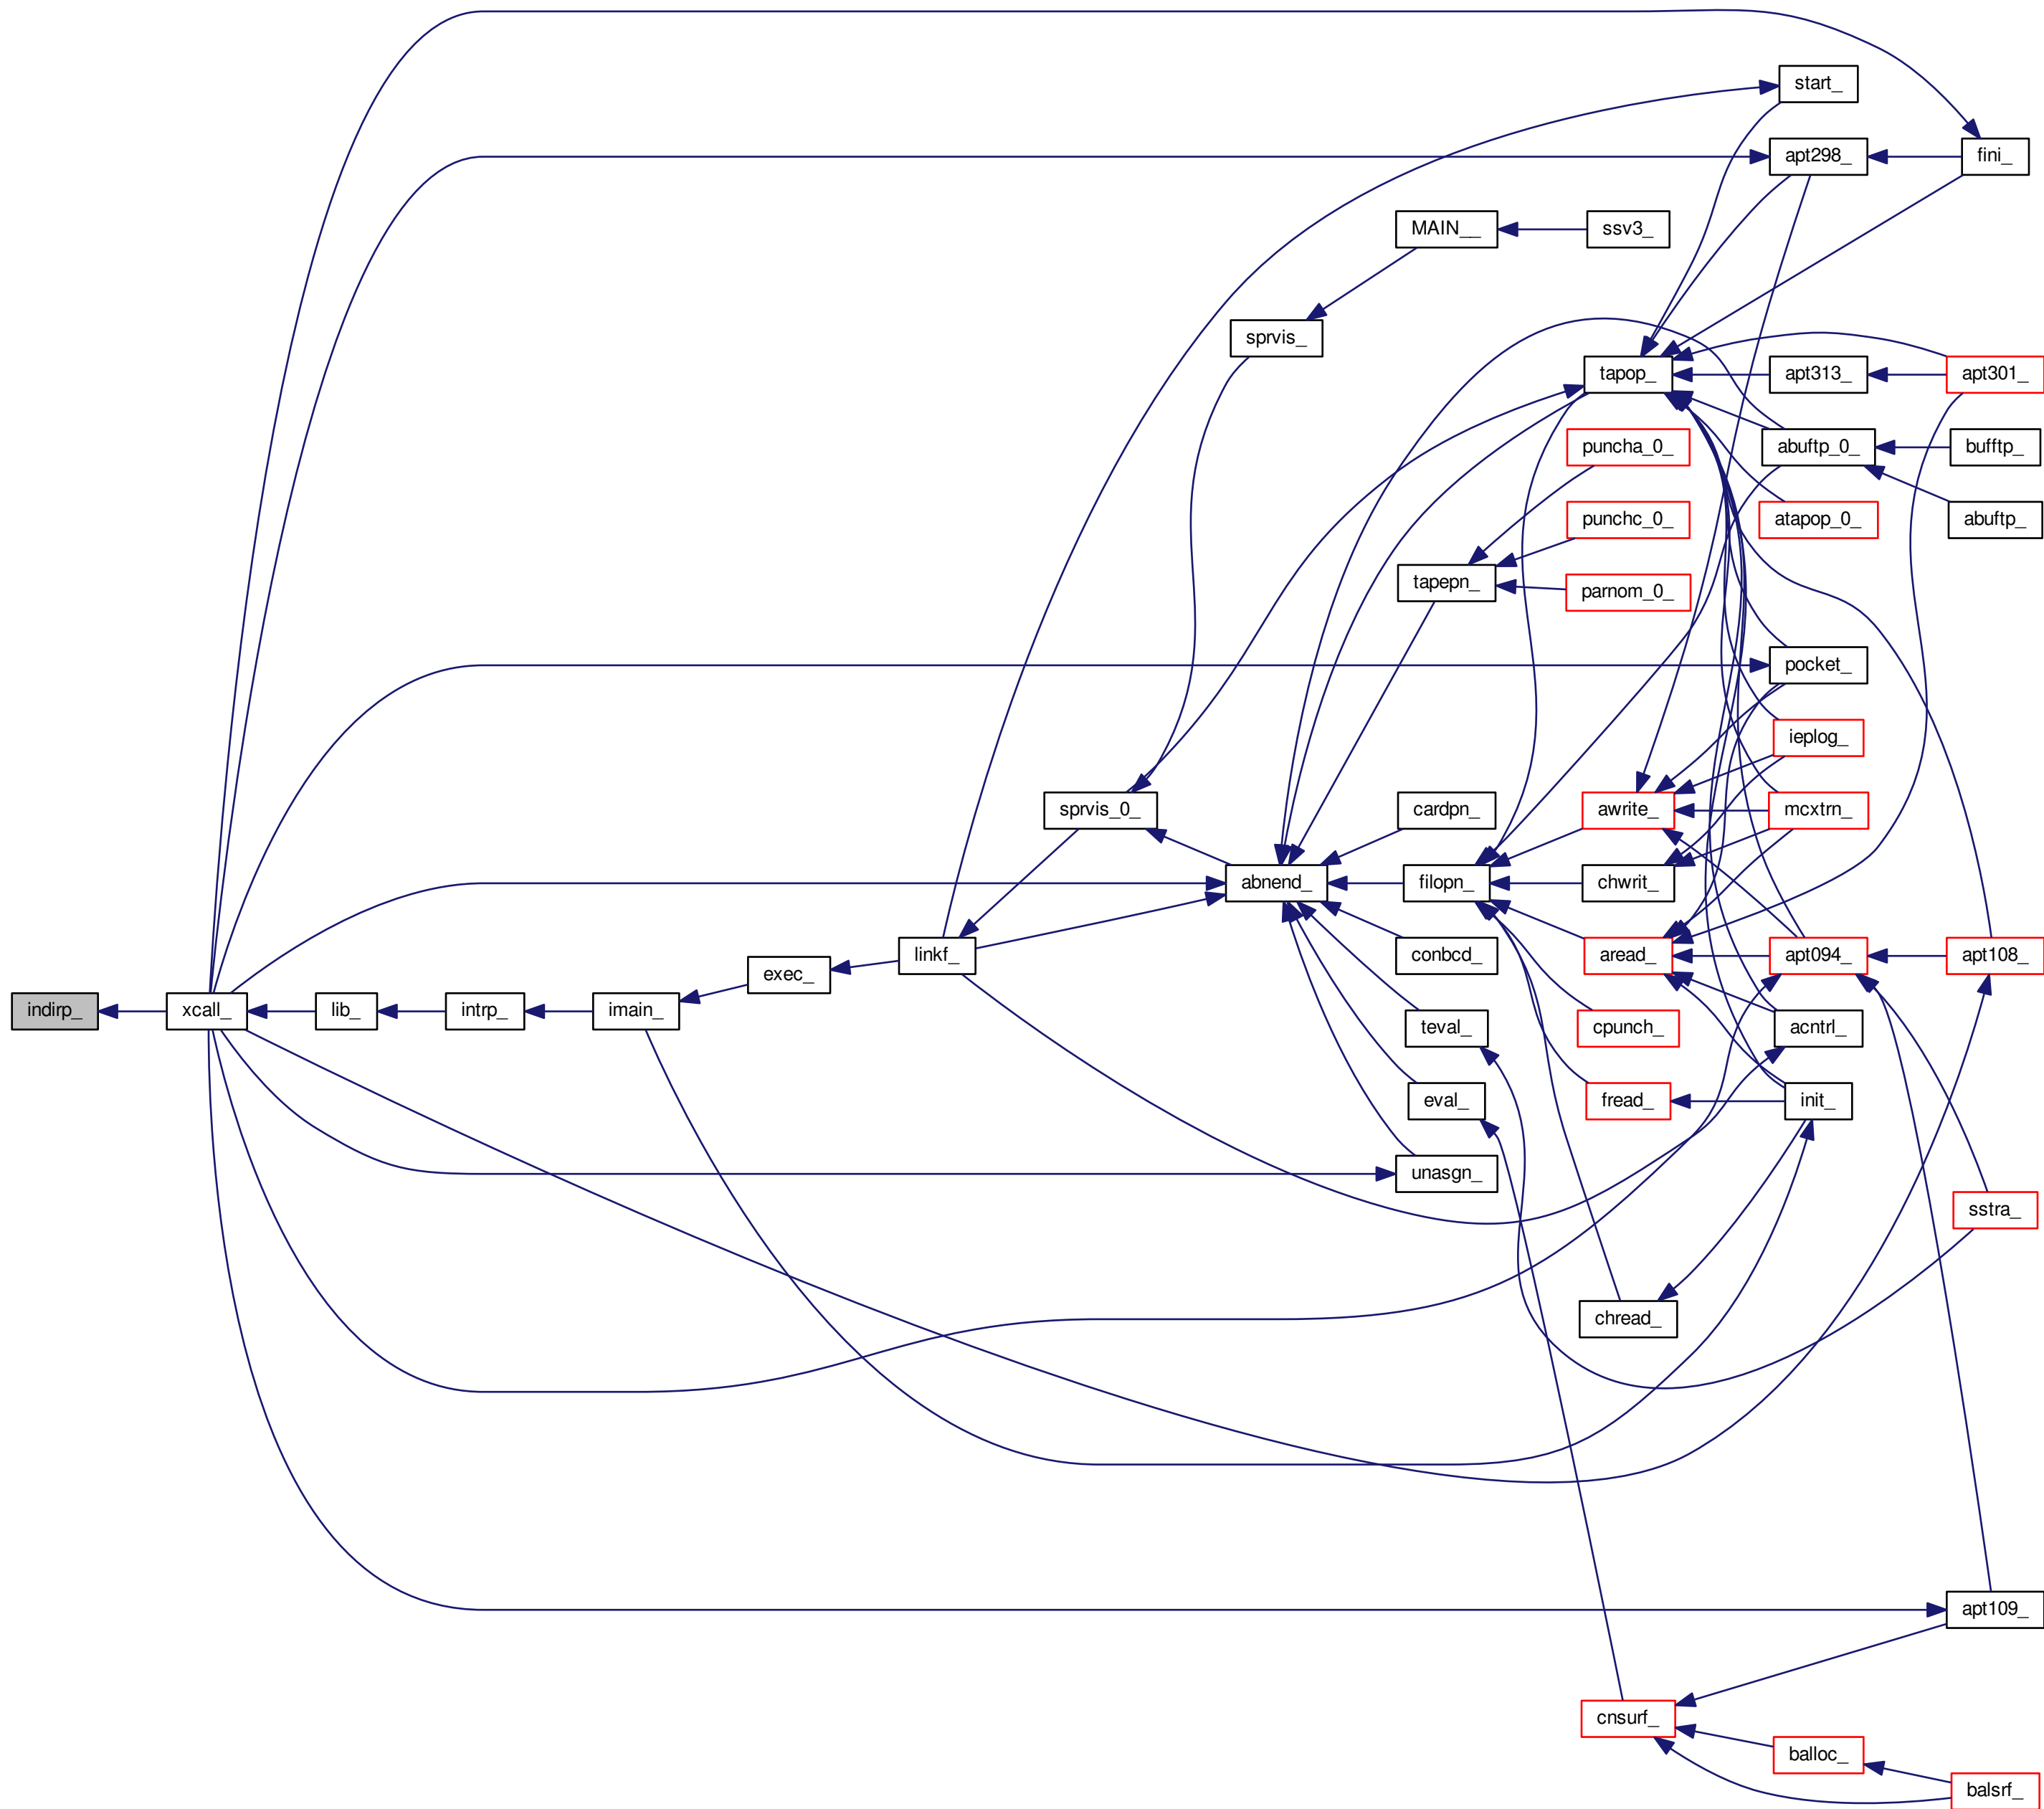 start_
apt298_
fini_
MAIN__
ssv3_
sprvis_
tapop_
apt313_
apt301_
puncha_0_
abuftp_0_
bufftp_
punchc_0_
atapop_0_
abuftp_
tapepn_
parnom_0_
pocket_
ieplog_
sprvis_0_
cardpn_
awrite_
mcxtrn_
abnend_
filopn_
chwrit_
linkf_
conbcd_
aread_
apt094_
apt108_
exec_
indirp_
xcall_
lib_
intrp_
imain_
teval_
cpunch_
acntrl_
eval_
fread_
init_
unasgn_
sstra_
chread_
apt109_
cnsurf_
balloc_
balsrf_